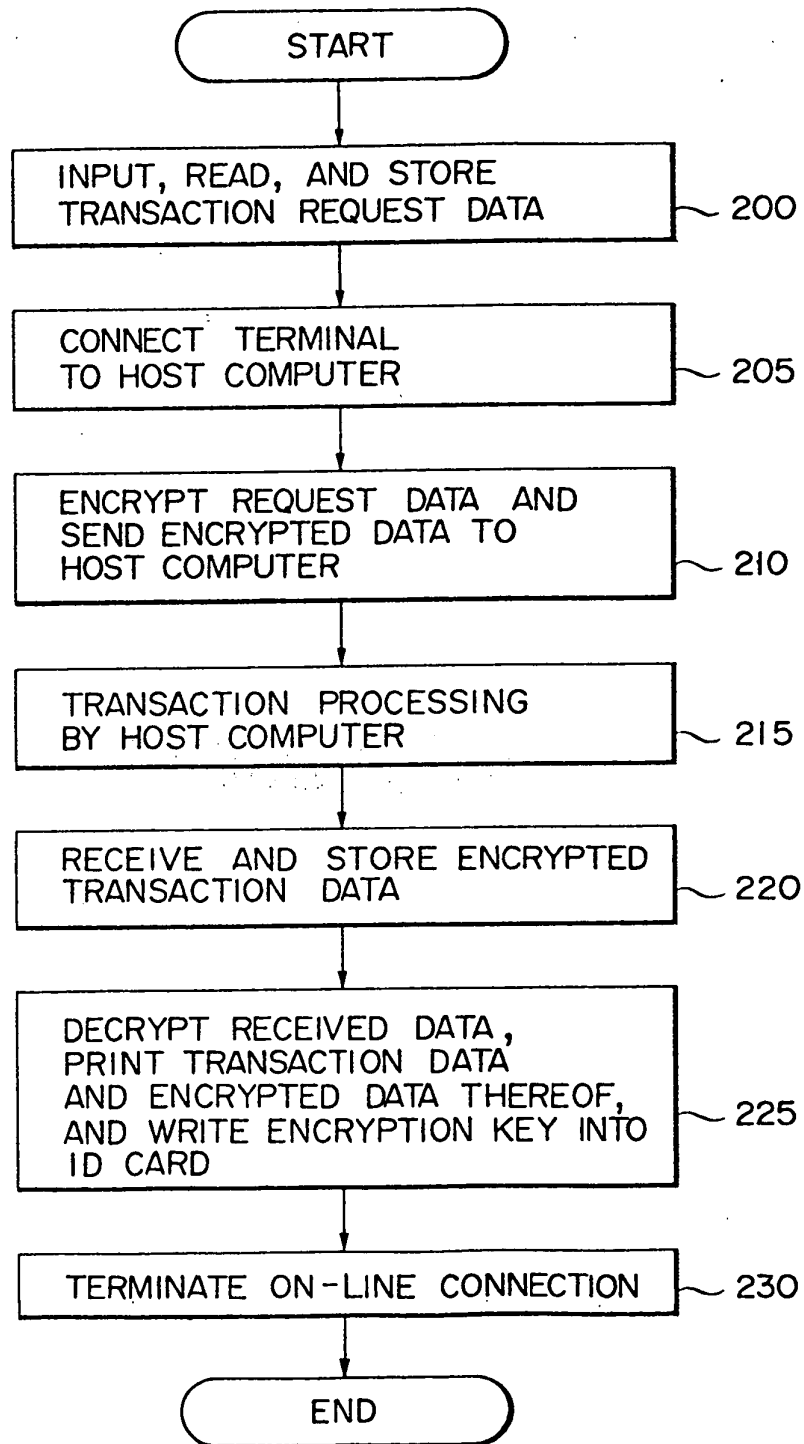 START
INPUT, READ, AND STORE
TRANSACTION REQUEST DATA
200
CONNECT TERMINAL
TO HOST COMPUTER
205
ENCRYPT REQUEST DATA AND
SEND ENCRYPTED DATA TO
HOST COMPUTER
210
TRANSACTION PROCESSING
BY HOST COMPUTER
215
RECEIVE AND STORE ENCRYPTED
TRANSACTION DATA
220
DECRYPT RECEIVED DATA,
PRINT TRANSACTION DATA
AND ENCRYPTED DATA THEREOF,
AND WRITE ENCRYPTION KEY INTO
ID CARD
225
TERMINATE ON-LINE CONNECTION
230
END